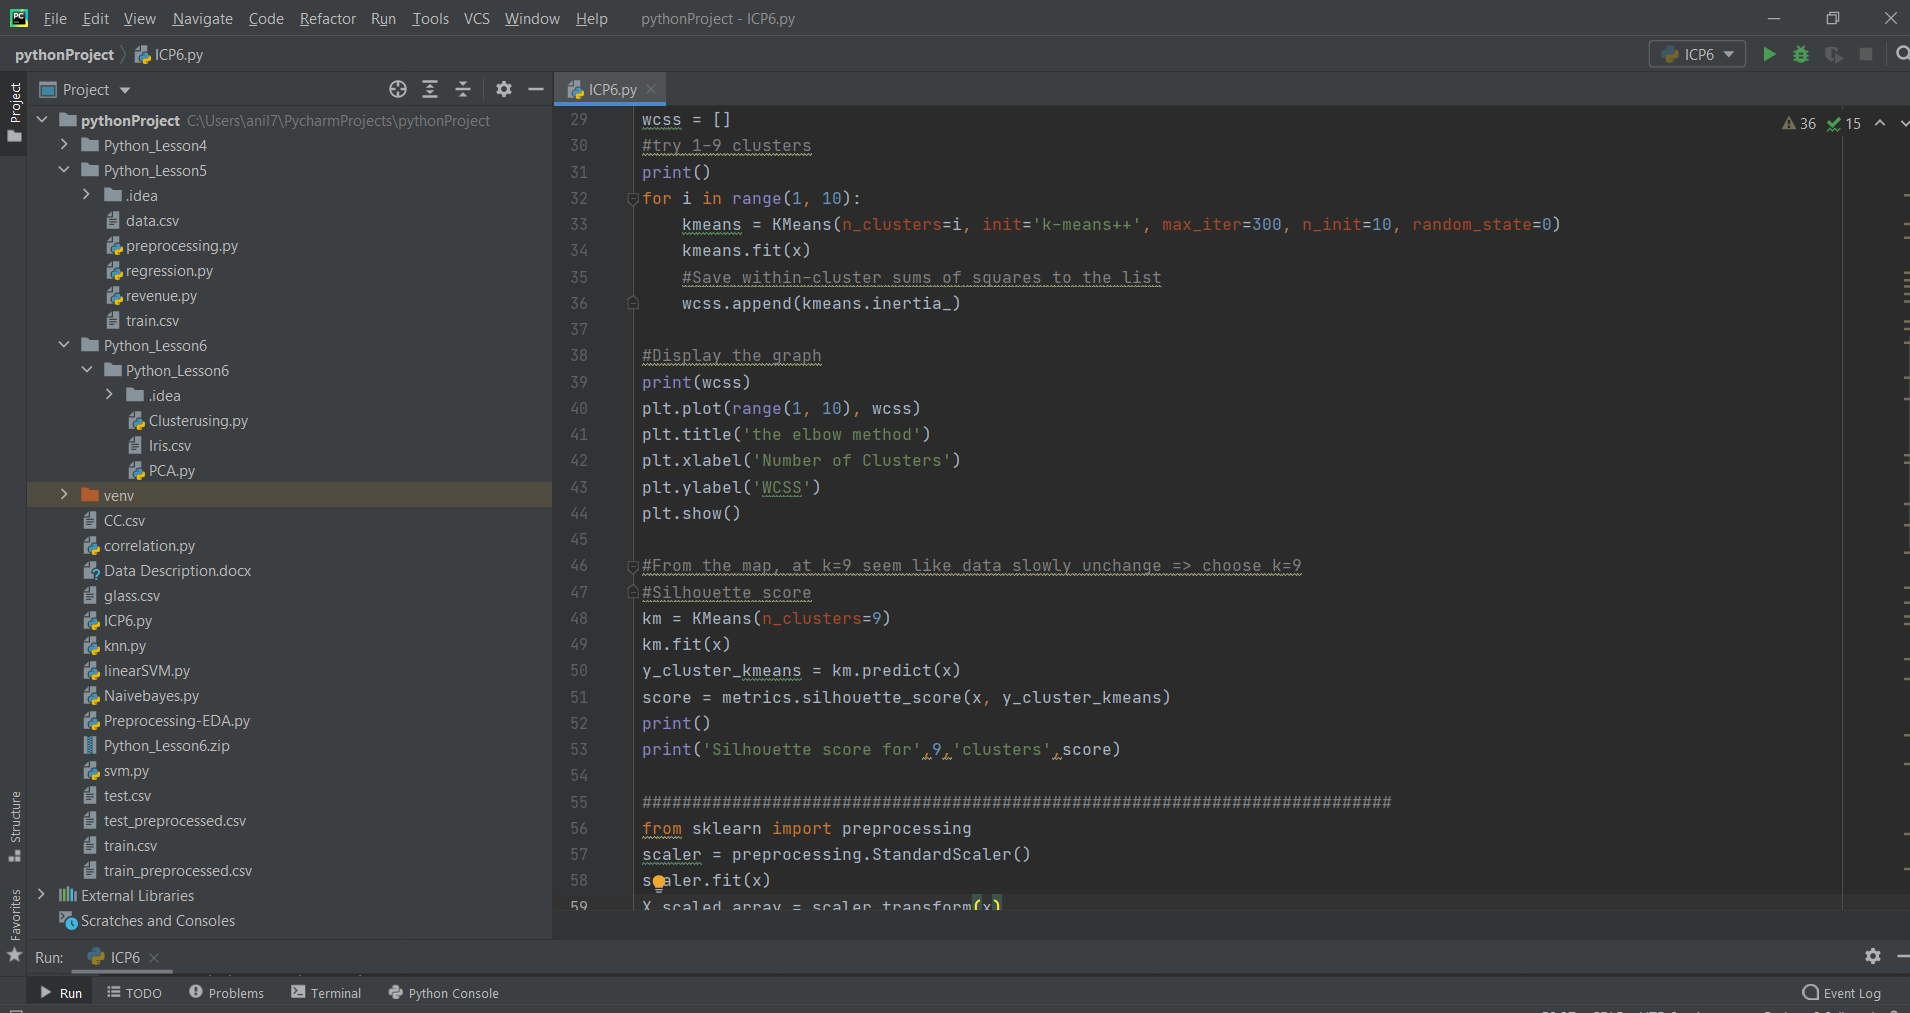 File Edit View Navigate Code Refactor Run Tools VCS Window Help pythonProject - ICP6.py
pythonProject ICP6.py
ICP6
Project
Project
ICP6.py
pythonProject C:\Users\anil7\PycharmProjects\pythonProject
Python_Lesson4
Python_Lesson5
.idea
data.csv
preprocessing.py
regression.py
revenue.py
train.csv
Python_Lesson6
Python_Lesson6
.idea
Clusterusing.py
Iris.csv
PCA.py
venv
CC.csv
correlation.py
Data Description.docx
glass.csv
ICP6.py
knn.py
linearSVM.py
Naivebayes.py
Preprocessing-EDA.py
Python_Lesson6.zip
svm.py
test.csv
test_preprocessed.csv
train.csv
train_preprocessed.csv
External Libraries
Scratches and Consoles
Structure
Favorites
36 15
29 wcss = []
30 #try 1-9 clusters
31 print()
32 for i in range(1, 10):
33 kmeans = KMeans(n_clusters=i, init='k-means++', max_iter=300, n_init=10, random_state=0)
34 kmeans.fit(x)
35 #Save within-cluster sums of squares to the list
36 wcss.append(kmeans.inertia_)
37
38 #Display the graph
39 print(wcss)
40 plt.plot(range(1, 10), wcss)
41 plt.title('the elbow method')
42 plt.xlabel('Number of Clusters')
43 plt.ylabel('WCSS')
44 plt.show()
45
46 #From the map, at k=9 seem like data slowly unchange => choose k=9
47 #Silhouette score
48 km = KMeans(n_clusters=9)
49 km.fit(x)
50 y_cluster_kmeans = km.predict(x)
51 score = metrics.silhouette_score(x, y_cluster_kmeans)
52 print()
53 print('Silhouette score for',9,'clusters',score)
54
55 ###########################################################################
56 from sklearn import preprocessing
57 scaler = preprocessing.StandardScaler()
58 scaler.fit(x)
59 X_scaled_array = scaler.transform(x)
Run: ICP6
Run TODO Problems Terminal Python Console Event Log